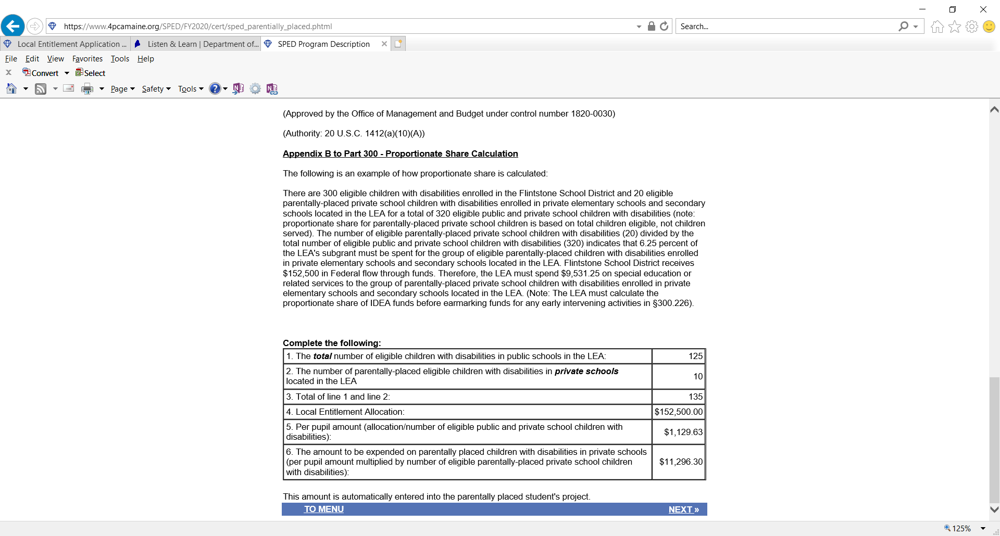 https://www.4pcamaine.org/SPED/FY2020/cert/sped_parentially_placed.phtml
Search...
Local Entitlement Application ...
Listen & Learn | Department of...
SPED Program Description
File Edit View Favorites Tools Help
x Convert Select
Page Safety Tools
(Approved by the Office of Management and Budget under control number 1820-0030)
(Authority: 20 U.S.C. 1412(a)(10)(A))
Appendix B to Part 300 - Proportionate Share Calculation
The following is an example of how proportionate share is calculated:
There are 300 eligible children with disabilities enrolled in the Flintstone School District and 20 eligible
parentally-placed private school children with disabilities enrolled in private elementary schools and secondary
schools located in the LEA for a total of 320 eligible public and private school children with disabilities (note:
proportionate share for parentally-placed private school children is based on total children eligible, not children
served). The number of eligible parentally-placed private school children with disabilities (20) divided by the
total number of eligible public and private school children with disabilities (320) indicates that 6.25 percent of
the LEA's subgrant must be spent for the group of eligible parentally-placed children with disabilities enrolled
in private elementary schools and secondary schools located in the LEA. Flintstone School District receives
$152,500 in Federal flow through funds. Therefore, the LEA must spend $9,531.25 on special education or
related services to the group of parentally-placed private school children with disabilities enrolled in private
elementary schools and secondary schools located in the LEA. (Note: The LEA must calculate the
proportionate share of IDEA funds before earmarking funds for any early intervening activities in §300.226).
Complete the following:
1. The total number of eligible children with disabilities in public schools in the LEA: 125
2. The number of parentally-placed eligible children with disabilities in private schools
located in the LEA 10
3. Total of line 1 and line 2: 135
4. Local Entitlement Allocation: $152,500.00
5. Per pupil amount (allocation/number of eligible public and private school children with
disabilities): $1,129.63
6. The amount to be expended on parentally placed children with disabilities in private schools
(per pupil amount multiplied by number of eligible parentally-placed private school children
with disabilities): $11,296.30
This amount is automatically entered into the parentally placed student's project.
TO MENU NEXT »
125%